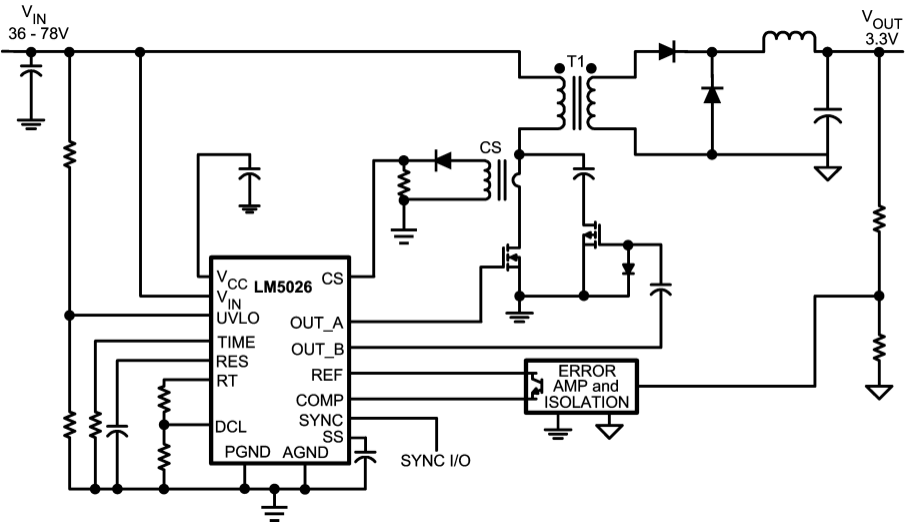 VIN
36 - 78V
VOUT
3.3V
T1
CS
VCC
LM5026
CS
VIN
UVLO
OUT_A
TIME
OUT_B
RES
REF
RT
COMP
DCL
SYNC
SS
PGND
AGND
ERROR
AMP and
ISOLATION
SYNC I/O